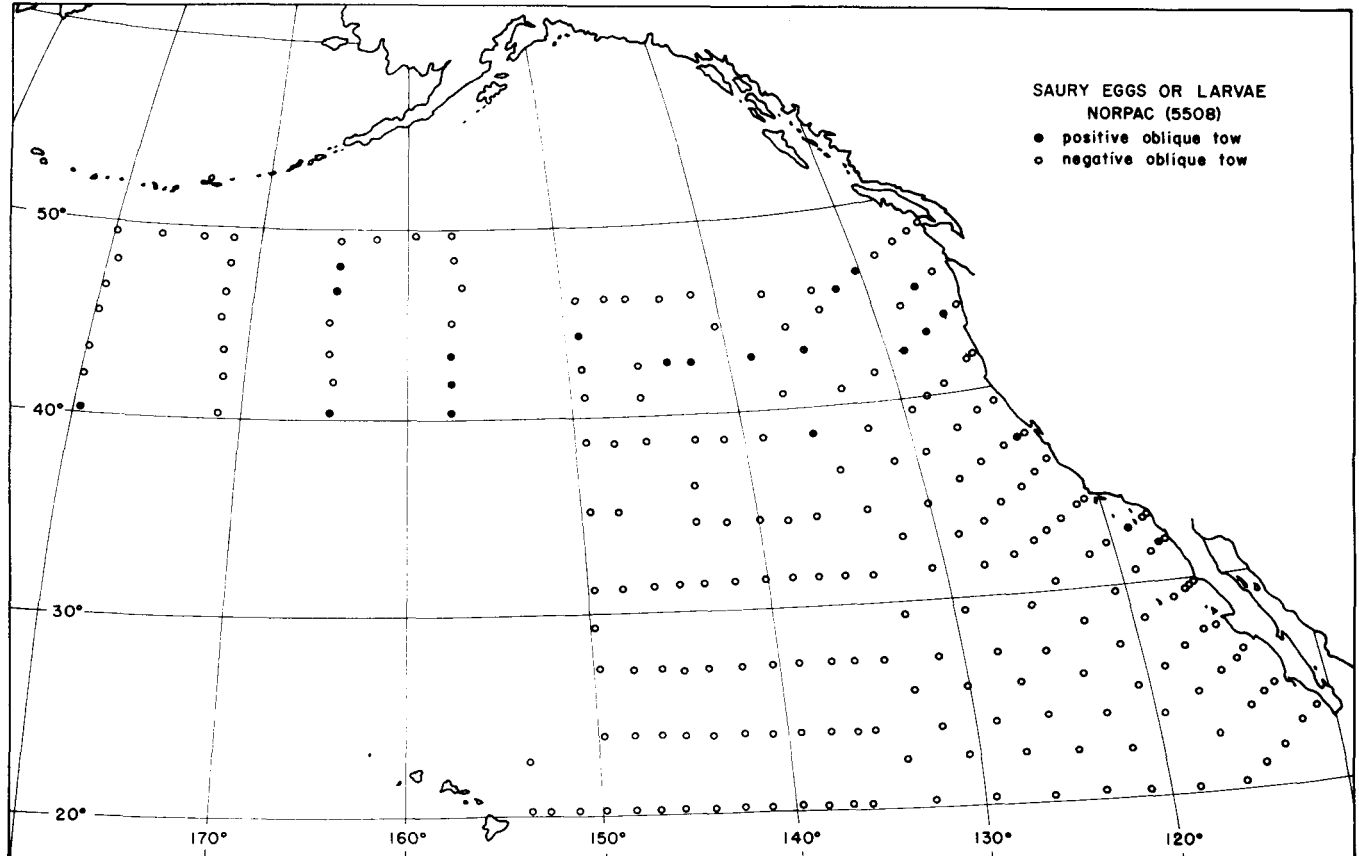 SAURY EGGS OR LARVAE
NORPAC (5508)
● positive oblique tow
○ negative oblique tow
50°
40°
30°
20°
170° 160° 150° 140° 130° 120°